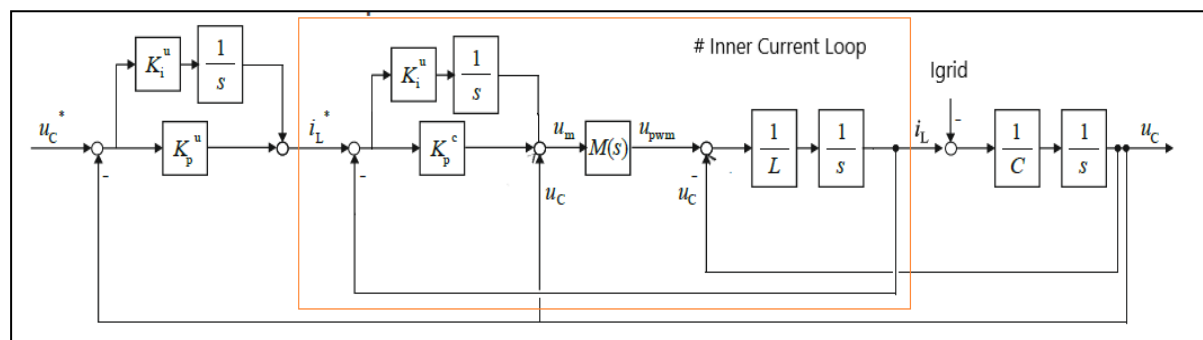 # Inner Current Loop
Igrid
K_i^u 1/s
K_i^u 1/s
u_C^* K_p^u i_L^* K_p^c u_m M(s) u_pwm 1/L 1/s i_L 1/C 1/s u_C
- - u_C u_C - -